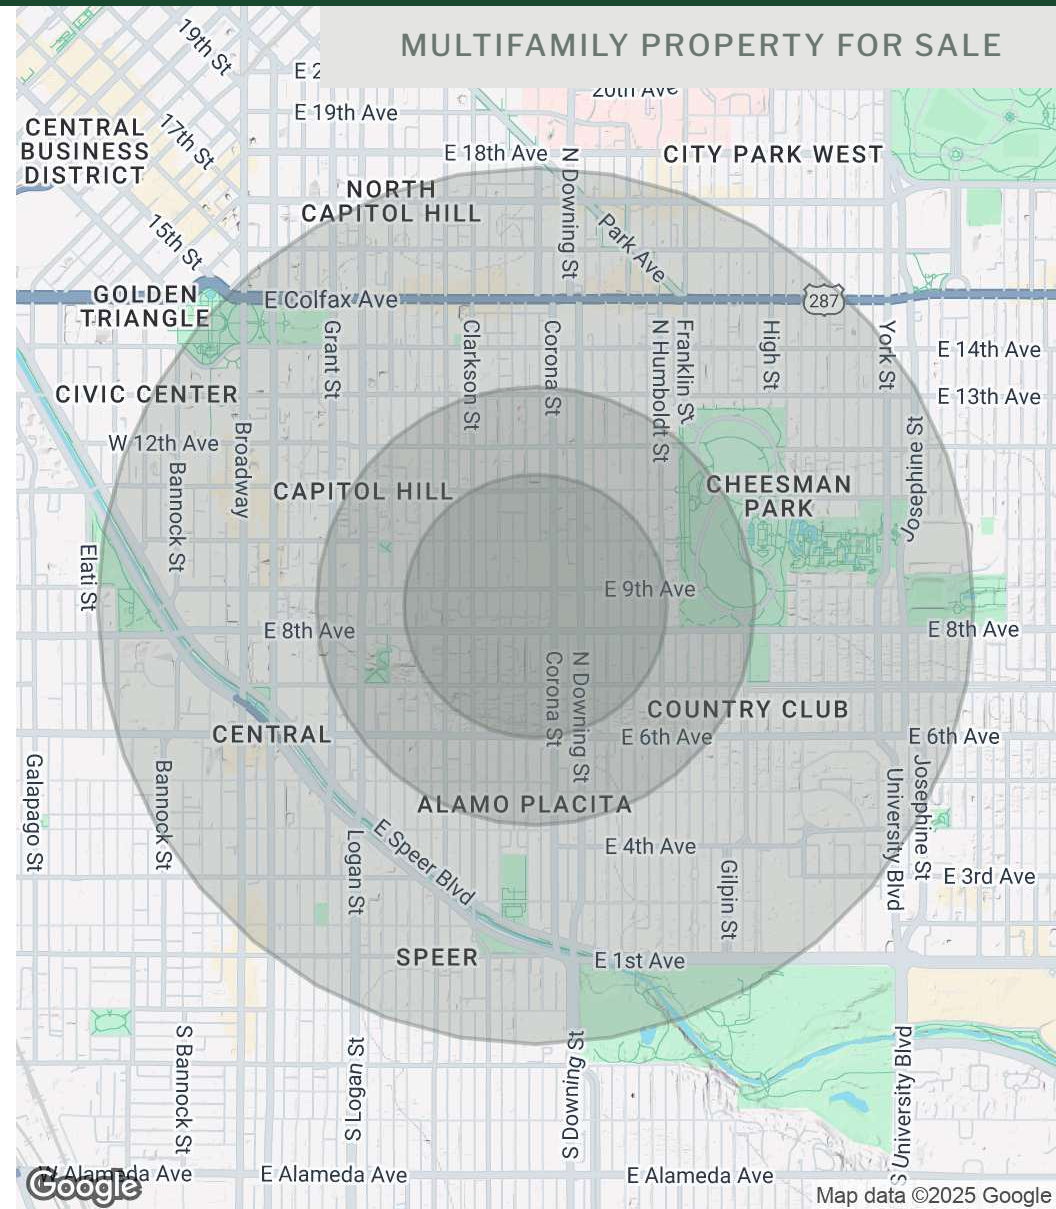 MULTIFAMILY PROPERTY FOR SALE
19th St
E 2
20th Ave
E 19th Ave
CENTRAL
BUSINESS
DISTRICT
17th St
E 18th Ave
N Downing St
CITY PARK WEST
NORTH
CAPITOL HILL
15th St
Park Ave
GOLDEN
TRIANGLE
E Colfax Ave
287
Grant St
Clarkson St
Corona St
N Humboldt St
Franklin St
High St
York St
E 14th Ave
CIVIC CENTER
E 13th Ave
W 12th Ave
Broadway
Bannock St
Josephine St
CAPITOL HILL
CHEESMAN
PARK
Elati St
E 9th Ave
E 8th Ave
E 8th Ave
Corona St
N Downing St
COUNTRY CLUB
CENTRAL
E 6th Ave
E 6th Ave
Galapago St
Bannock St
University Blvd
Josephine St
ALAMO PLACITA
E Speer Blvd
Logan St
E 4th Ave
Gilpin St
E 3rd Ave
SPEER
E 1st Ave
S Bannock St
S Logan St
S Downing St
S University Blvd
W Alameda Ave
E Alameda Ave
E Alameda Ave
Google
Map data ©2025 Google